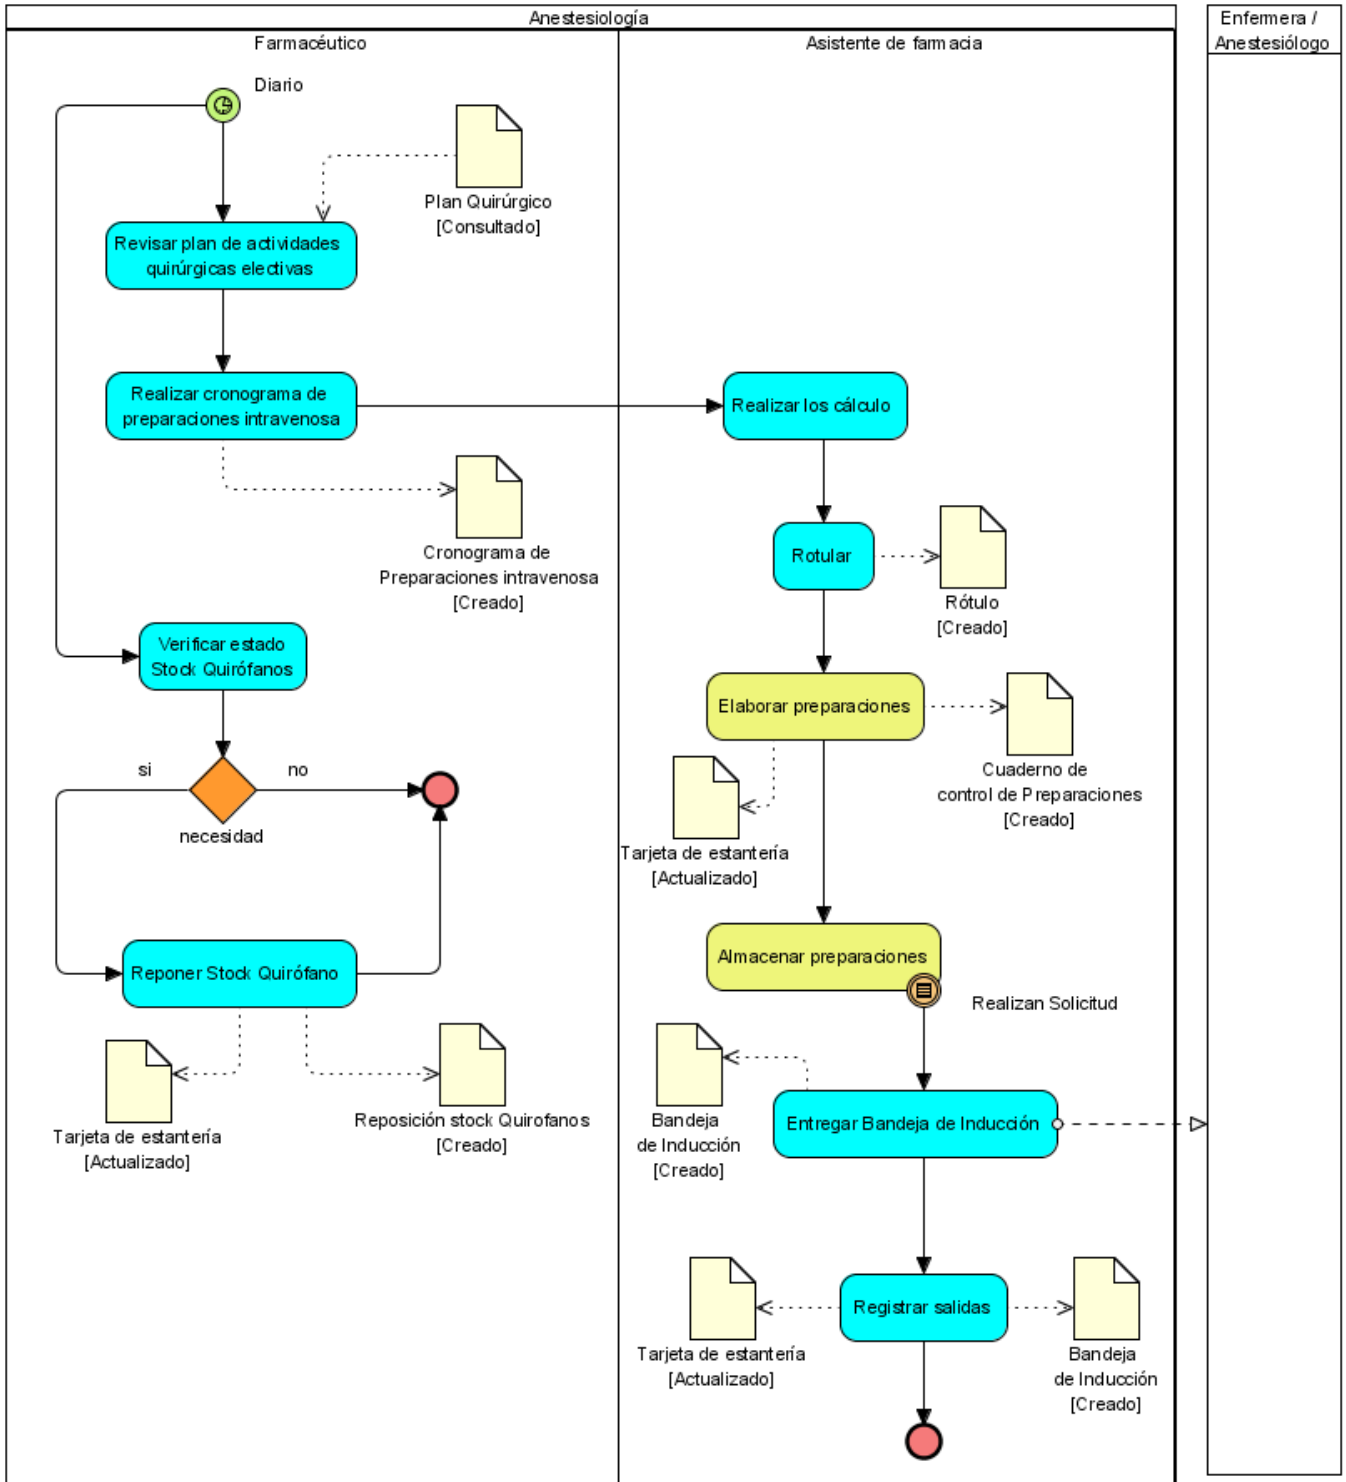 Anestesiología
Enfermera /
Anestesiólogo
Farmacéutico
Asistente de farmacia
Diario
Plan Quirúrgico
[Consultado]
Revisar plan de actividades
quirúrgicas electivas
Realizar cronograma de
preparaciones intravenosa
Realizar los cálculo
Cronograma de
Preparaciones intravenosa
[Creado]
Rotular
Rótulo
[Creado]
Verificar estado
Stock Quirófanos
Elaborar preparaciones
Cuaderno de
control de Preparaciones
[Creado]
si
no
necesidad
Tarjeta de estantería
[Actualizado]
Almacenar preparaciones
Reponer Stock Quirófano
Realizan Solicitud
Tarjeta de estantería
[Actualizado]
Reposición stock Quirofanos
[Creado]
Bandeja
de Inducción
[Creado]
Entregar Bandeja de Inducción
Registrar salidas
Tarjeta de estantería
[Actualizado]
Bandeja
de Inducción
[Creado]